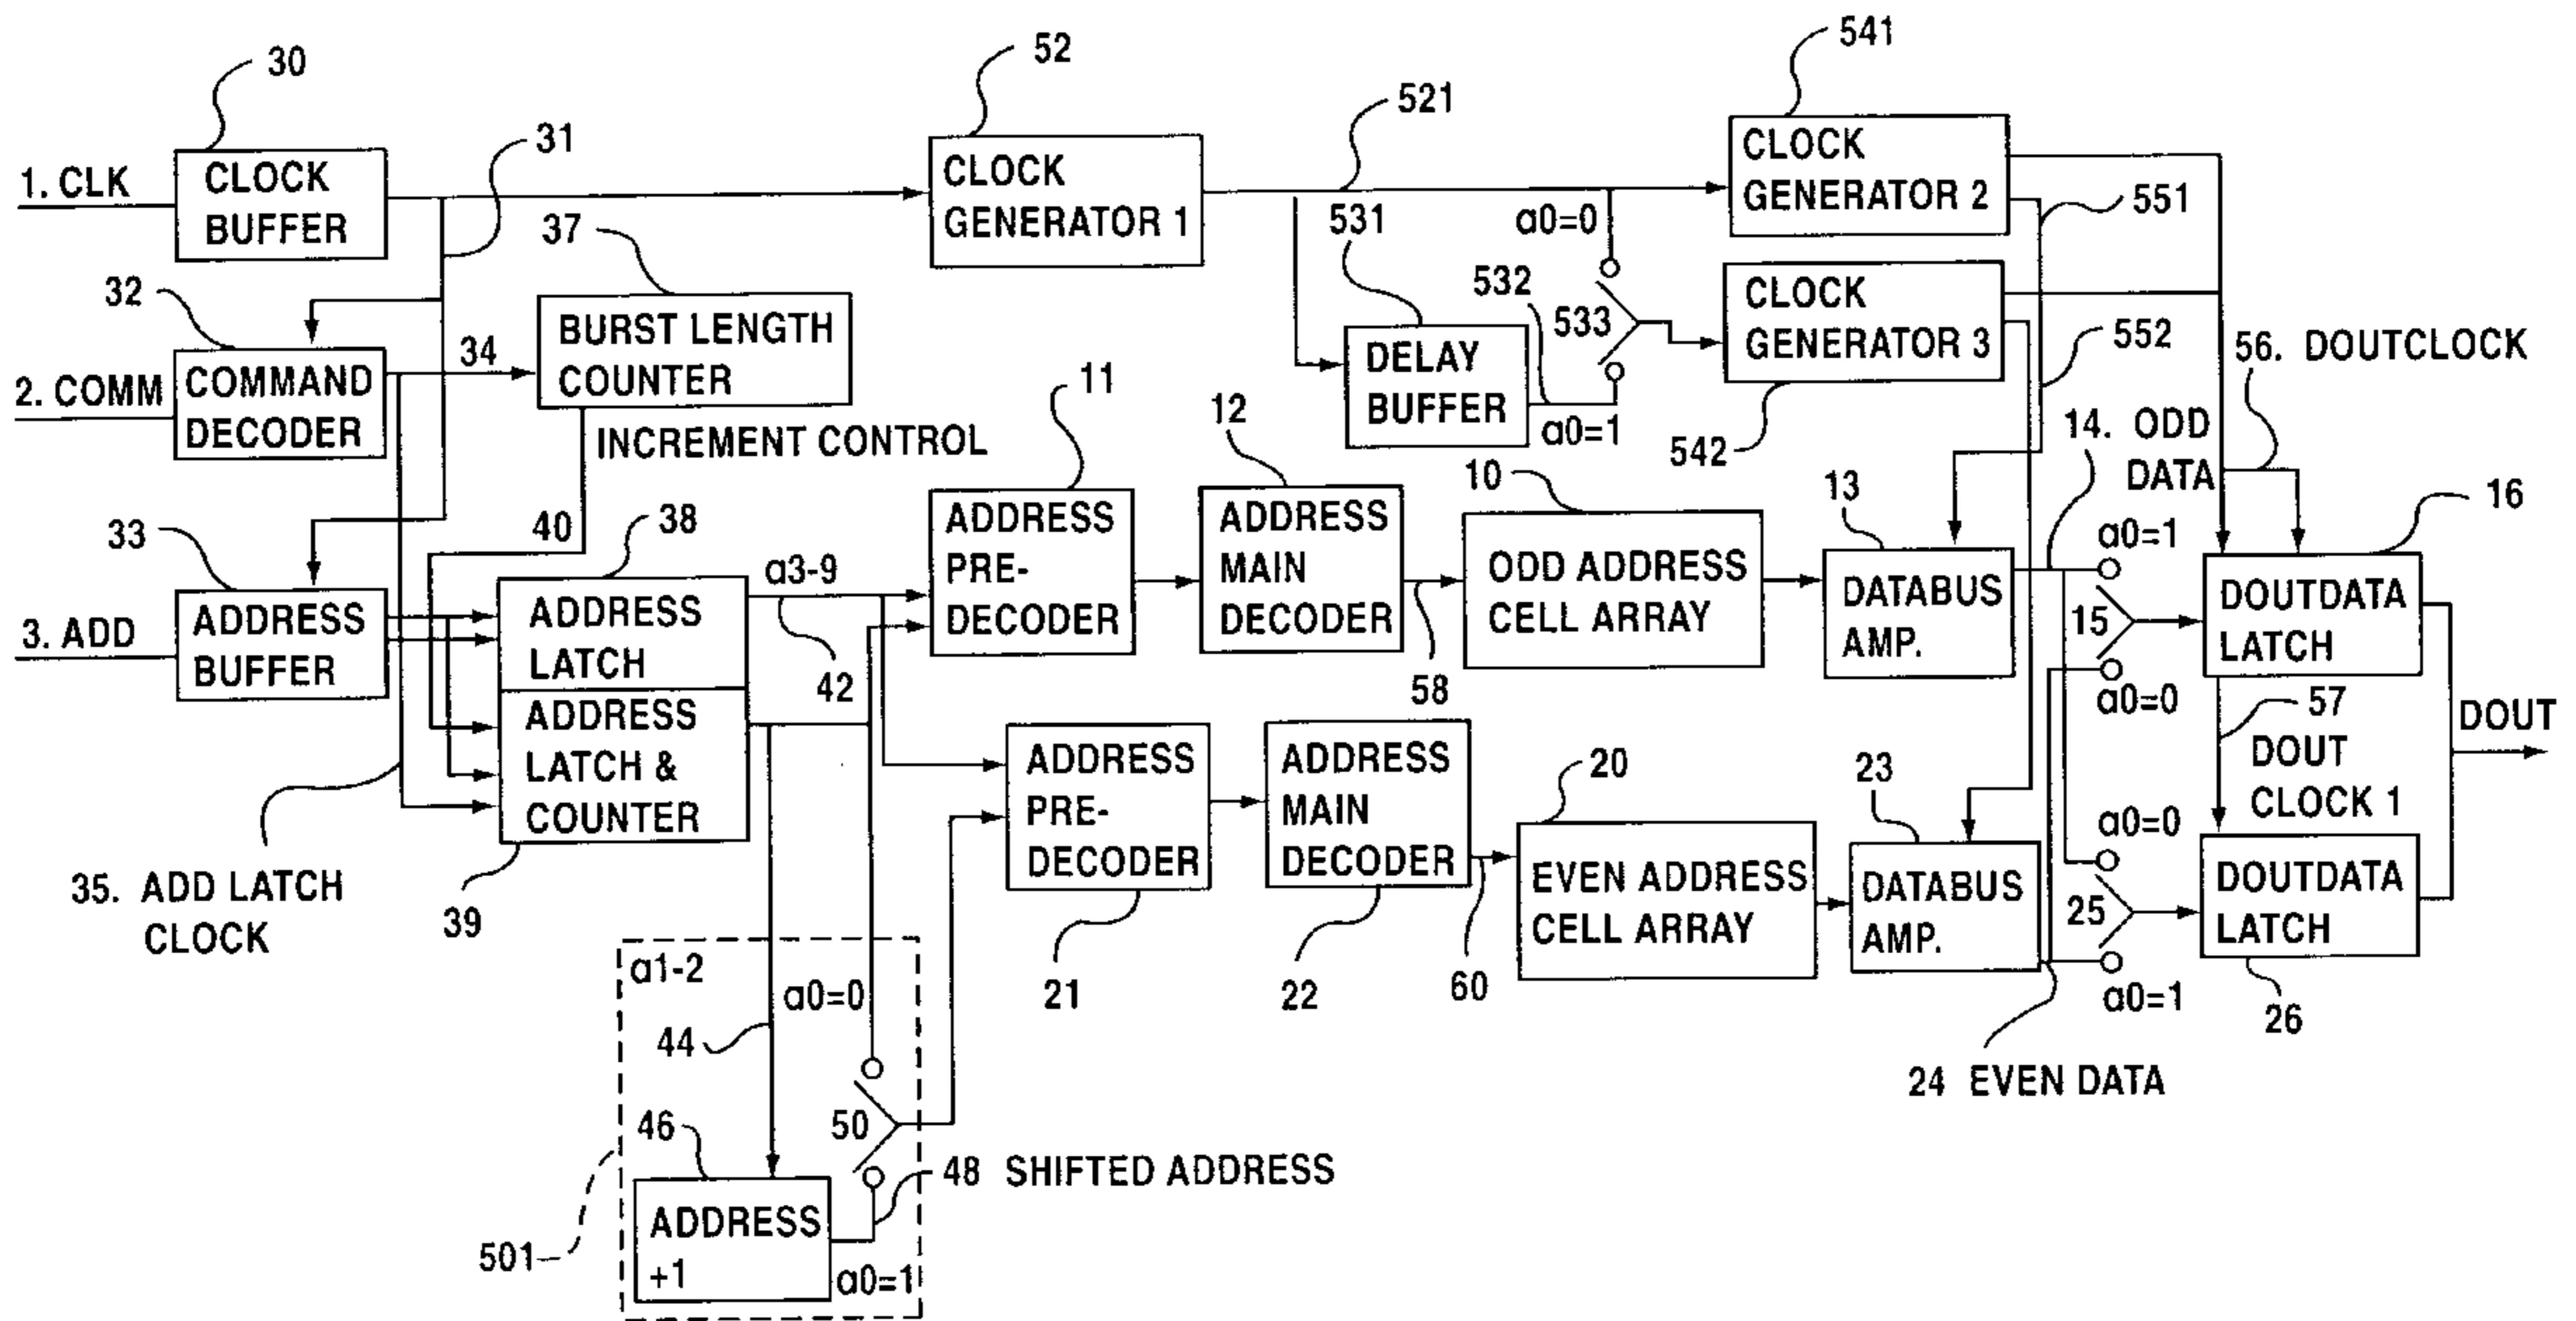 30
52
541
521
31
1. CLK
CLOCK
BUFFER
CLOCK
GENERATOR 1
CLOCK
GENERATOR 2
551
37
531
a0=0
32
34
BURST LENGTH
COUNTER
532
533
CLOCK
GENERATOR 3
552
56. DOUTCLOCK
2. COMM
COMMAND
DECODER
INCREMENT CONTROL
11
12
DELAY
BUFFER
a0=1
542
14. ODD
DATA
33
40
38
10
13
16
3. ADD
ADDRESS
BUFFER
ADDRESS
LATCH
a3-9
42
ADDRESS
PRE-
DECODER
ADDRESS
MAIN
DECODER
58
ODD ADDRESS
CELL ARRAY
DATABUS
AMP.
a0=1
15
a0=0
DOUTDATA
LATCH
57
DOUT
CLOCK 1
DOUT
ADDRESS
LATCH &
COUNTER
39
35. ADD LATCH
CLOCK
ADDRESS
PRE-
DECODER
21
ADDRESS
MAIN
DECODER
22
60
20
EVEN ADDRESS
CELL ARRAY
23
DATABUS
AMP.
a0=0
25
a0=1
DOUTDATA
LATCH
26
24 EVEN DATA
a1-2
a0=0
44
46
50
48 SHIFTED ADDRESS
501
ADDRESS
+1
a0=1